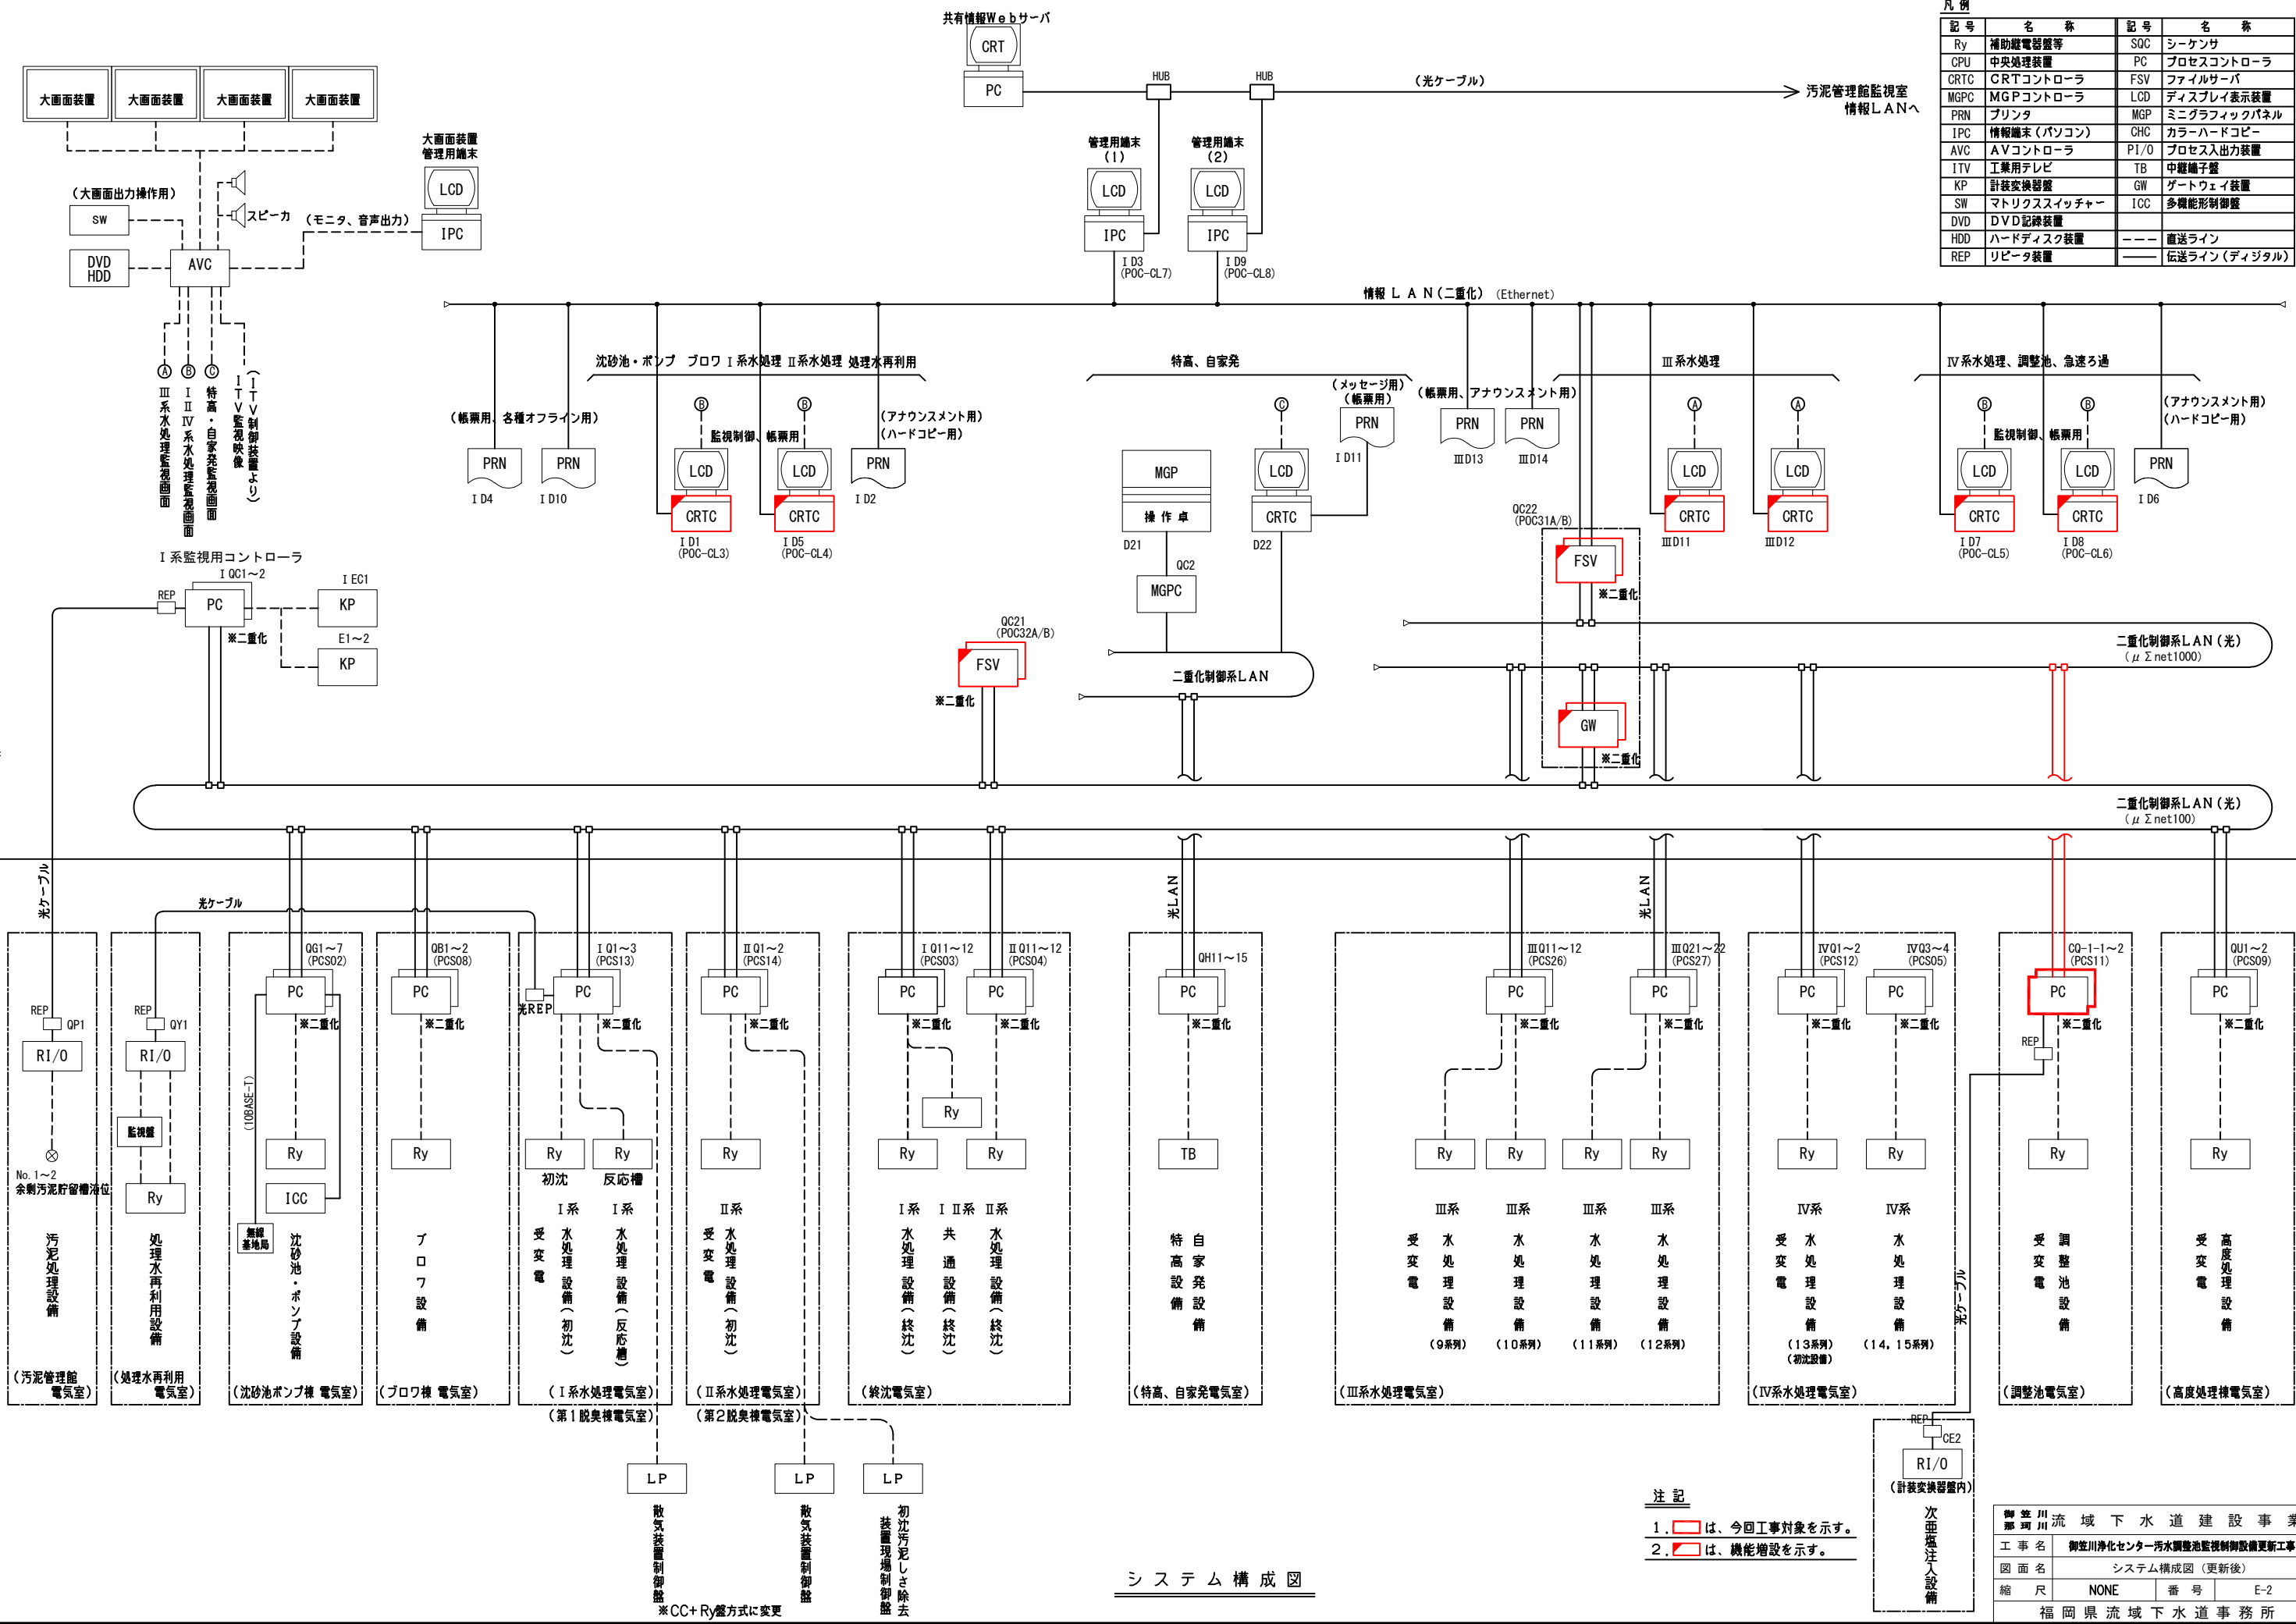 共有情報Ｗｅｂサーバ
CRT
PC
HUB
HUB
(光ケーブル)
汚泥管理館監視室
情報ＬＡＮへ
凡 例
記 号 名 称 記 号 名 称
Ry 補助継電器盤等 SQC シーケンサ
CPU 中央処理装置 PC プロセスコントローラ
CRTC ＣＲＴコントローラ FSV ファイルサーバ
MGPC ＭＧＰコントローラ LCD ディスプレイ表示装置
PRN プリンタ MGP ミニグラフィックパネル
IPC 情報端末（パソコン） CHC カラーハードコピー
AVC ＡＶコントローラ PI/O プロセス入出力装置
ITV 工業用テレビ TB 中継端子盤
KP 計装変換器盤 GW ゲートウェイ装置
SW マトリクススイッチャー ICC 多機能形制御盤
DVD ＤＶＤ記録装置
HDD ハードディスク装置 --- 直送ライン
REP リピータ装置 ―― 伝送ライン（ディジタル）
大画面装置 大画面装置 大画面装置 大画面装置
大画面装置
管理用端末
LCD
IPC
(大画面出力操作用)
SW
DVD
HDD
AVC
スピーカ
(モニタ、音声出力)
管理用端末
(1)
LCD
IPC
ⅠD3
(POC-CL7)
管理用端末
(2)
LCD
IPC
ⅠD9
(POC-CL8)
情報ＬＡＮ(二重化) (Ethernet)
Ⓐ Ⓑ Ⓒ
Ⅲ系水処理監視画面
ⅠⅡⅣ系水処理監視画面
特高・自家発監視画面
ＩＴＶ監視映像
(ＩＴＶ制御装置より)
沈砂池・ポンプ ブロワ Ⅰ系水処理 Ⅱ系水処理 処理水再利用
(帳票用、各種オフライン用)
PRN
ⅠD4
PRN
ⅠD10
Ⓑ
監視制御、帳票用
Ⓑ
LCD
CRTC
ⅠD1
(POC-CL3)
LCD
CRTC
ⅠD5
(POC-CL4)
(アナウンスメント用)
(ハードコピー用)
PRN
ⅠD2
特高、自家発
MGP
操 作 卓
D21
QC2
MGPC
Ⓒ
LCD
CRTC
D22
(メッセージ用)
(帳票用)
PRN
ⅠD11
(帳票用、アナウンスメント用)
PRN
ⅢD13
PRN
ⅢD14
Ⅲ系水処理
Ⓐ
LCD
CRTC
ⅢD11
Ⓐ
LCD
CRTC
ⅢD12
Ⅳ系水処理、調整池、急速ろ過
Ⓑ
監視制御、帳票用
Ⓑ
LCD
CRTC
ⅠD7
(POC-CL5)
LCD
CRTC
ⅠD8
(POC-CL6)
(アナウンスメント用)
(ハードコピー用)
PRN
ⅠD6
QC22
(POC31A/B)
FSV
※二重化
GW
※二重化
QC21
(POC32A/B)
FSV
※二重化
二重化制御系ＬＡＮ
二重化制御系ＬＡＮ(光)
(μΣnet1000)
二重化制御系ＬＡＮ(光)
(μΣnet100)
Ⅰ系監視用コントローラ
ⅠQC1～2
REP
PC
※二重化
ⅠEC1
KP
E1～2
KP
光ケーブル
光ケーブル
光ＬＡＮ
光ＬＡＮ
REP
QP1
RI/O
No.1～2
余剰汚泥貯留槽液位
汚泥処理設備
(汚泥管理館
電気室)
REP
QY1
RI/O
監視盤
Ry
処理水再利用設備
(処理水再利用
電気室)
QG1～7
(PCS02)
PC
※二重化
(10BASE-T)
Ry
ICC
無線
基地局
沈砂池・ポンプ設備
(沈砂池ポンプ棟 電気室)
QB1～2
(PCS08)
PC
※二重化
Ry
ブロワ設備
(ブロワ棟 電気室)
ⅠQ1～3
(PCS13)
光REP
PC
※二重化
Ry
初沈
Ry
反応槽
受変電
Ⅰ系
水処理設備(初沈)
Ⅰ系
水処理設備(反応槽)
(Ⅰ系水処理電気室)
(第1脱臭棟電気室)
ⅡQ1～2
(PCS14)
PC
※二重化
Ry
受変電
Ⅱ系
水処理設備(初沈)
(Ⅱ系水処理電気室)
(第2脱臭棟電気室)
ⅠQ11～12
(PCS03)
PC
※二重化
ⅡQ11～12
(PCS04)
PC
※二重化
Ry
Ry
Ry
Ⅰ系
水処理設備(終沈)
ⅠⅡ系
共通設備(終沈)
Ⅱ系
水処理設備(終沈)
(終沈電気室)
QH11～15
PC
※二重化
TB
特高設備
自家発設備
(特高、自家発電気室)
ⅢQ11～12
(PCS26)
PC
※二重化
ⅢQ21～22
(PCS27)
PC
※二重化
Ry
Ry
Ry
Ry
受変電
Ⅲ系
水処理設備
(9系列)
Ⅲ系
水処理設備
(10系列)
Ⅲ系
水処理設備
(11系列)
Ⅲ系
水処理設備
(12系列)
(Ⅲ系水処理電気室)
ⅣQ1～2
(PCS12)
PC
※二重化
ⅣQ3～4
(PCS05)
PC
※二重化
Ry
Ry
受変電
Ⅳ系
水処理設備
(13系列)
(初沈設備)
Ⅳ系
水処理設備
(14，15系列)
(Ⅳ系水処理電気室)
CQ-1-1～2
(PCS11)
PC
※二重化
REP
Ry
受変電
調整池設備
(調整池電気室)
光ケーブル
QU1～2
(PCS09)
PC
※二重化
Ry
受変電
高度処理設備
(高度処理棟電気室)
REP
CE2
RI/O
(計装変換器盤内)
次亜塩注入設備
LP
散気装置制御盤
※CC+Ry盤方式に変更
LP
散気装置制御盤
LP
初沈汚泥しさ除去
装置現場制御盤
システム構成図
注 記
1．は、今回工事対象を示す。
2．は、機能増設を示す。
御笠川
那珂川 流域下水道建設事業
工 事 名 御笠川浄化センター汚水調整池監視制御設備更新工事
図 面 名 システム構成図（更新後）
縮 尺 NONE 番 号 E-2
福岡県流域下水道事務所